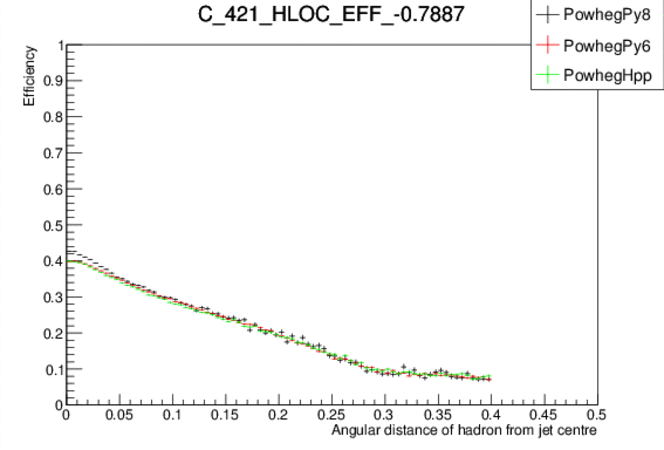 C_421_HLOC_EFF_-0.7887
PowhegPy8
PowhegPy6
PowhegHpp
Efficiency
1
0.9
0.8
0.7
0.6
0.5
0.4
0.3
0.2
0.1
0
0 0.05 0.1 0.15 0.2 0.25 0.3 0.35 0.4 0.45 0.5
Angular distance of hadron from jet centre